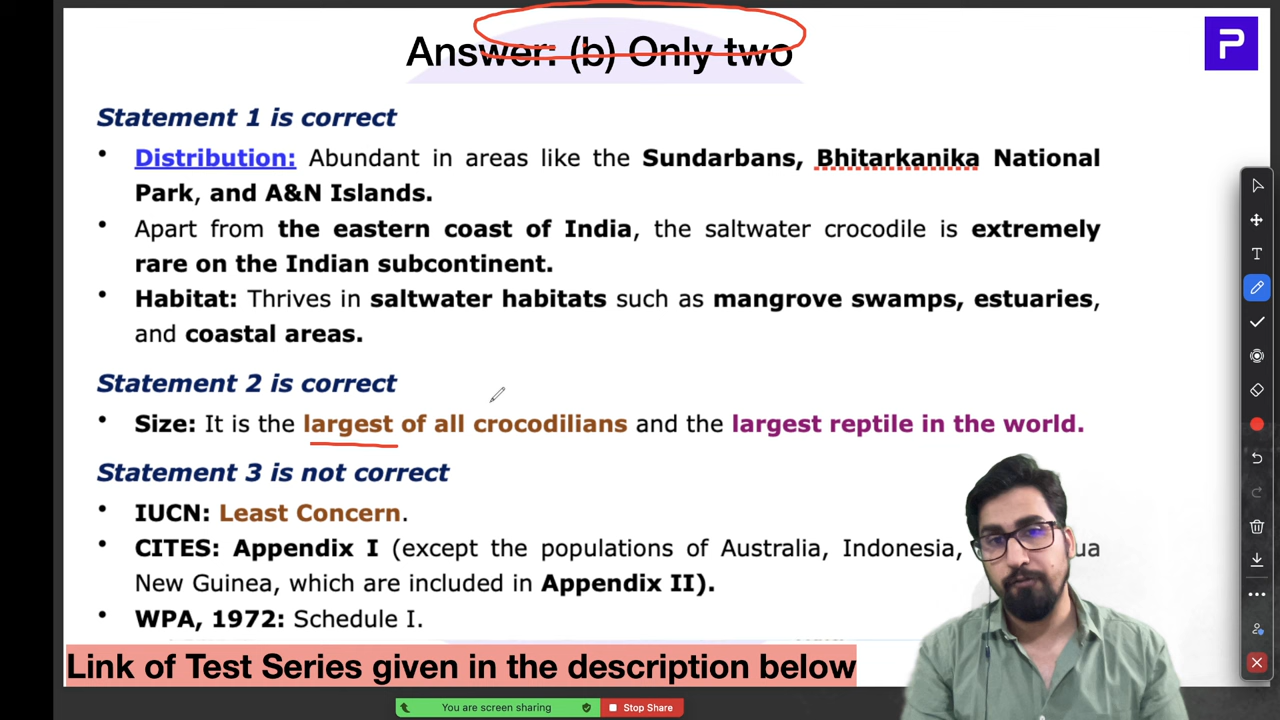 Answer: (b) Only two
P
Statement 1 is correct
• Distribution: Abundant in areas like the Sundarbans, Bhitarkanika National
Park, and A&N Islands.
• Apart from the eastern coast of India, the saltwater crocodile is extremely
rare on the Indian subcontinent.
• Habitat: Thrives in saltwater habitats such as mangrove swamps, estuaries,
and coastal areas.
Statement 2 is correct
• Size: It is the largest of all crocodilians and the largest reptile in the world.
Statement 3 is not correct
• IUCN: Least Concern.
• CITES: Appendix I (except the populations of Australia, Indonesia, ua
New Guinea, which are included in Appendix II).
• WPA, 1972: Schedule I.
Link of Test Series given in the description below
You are screen sharing
Stop Share